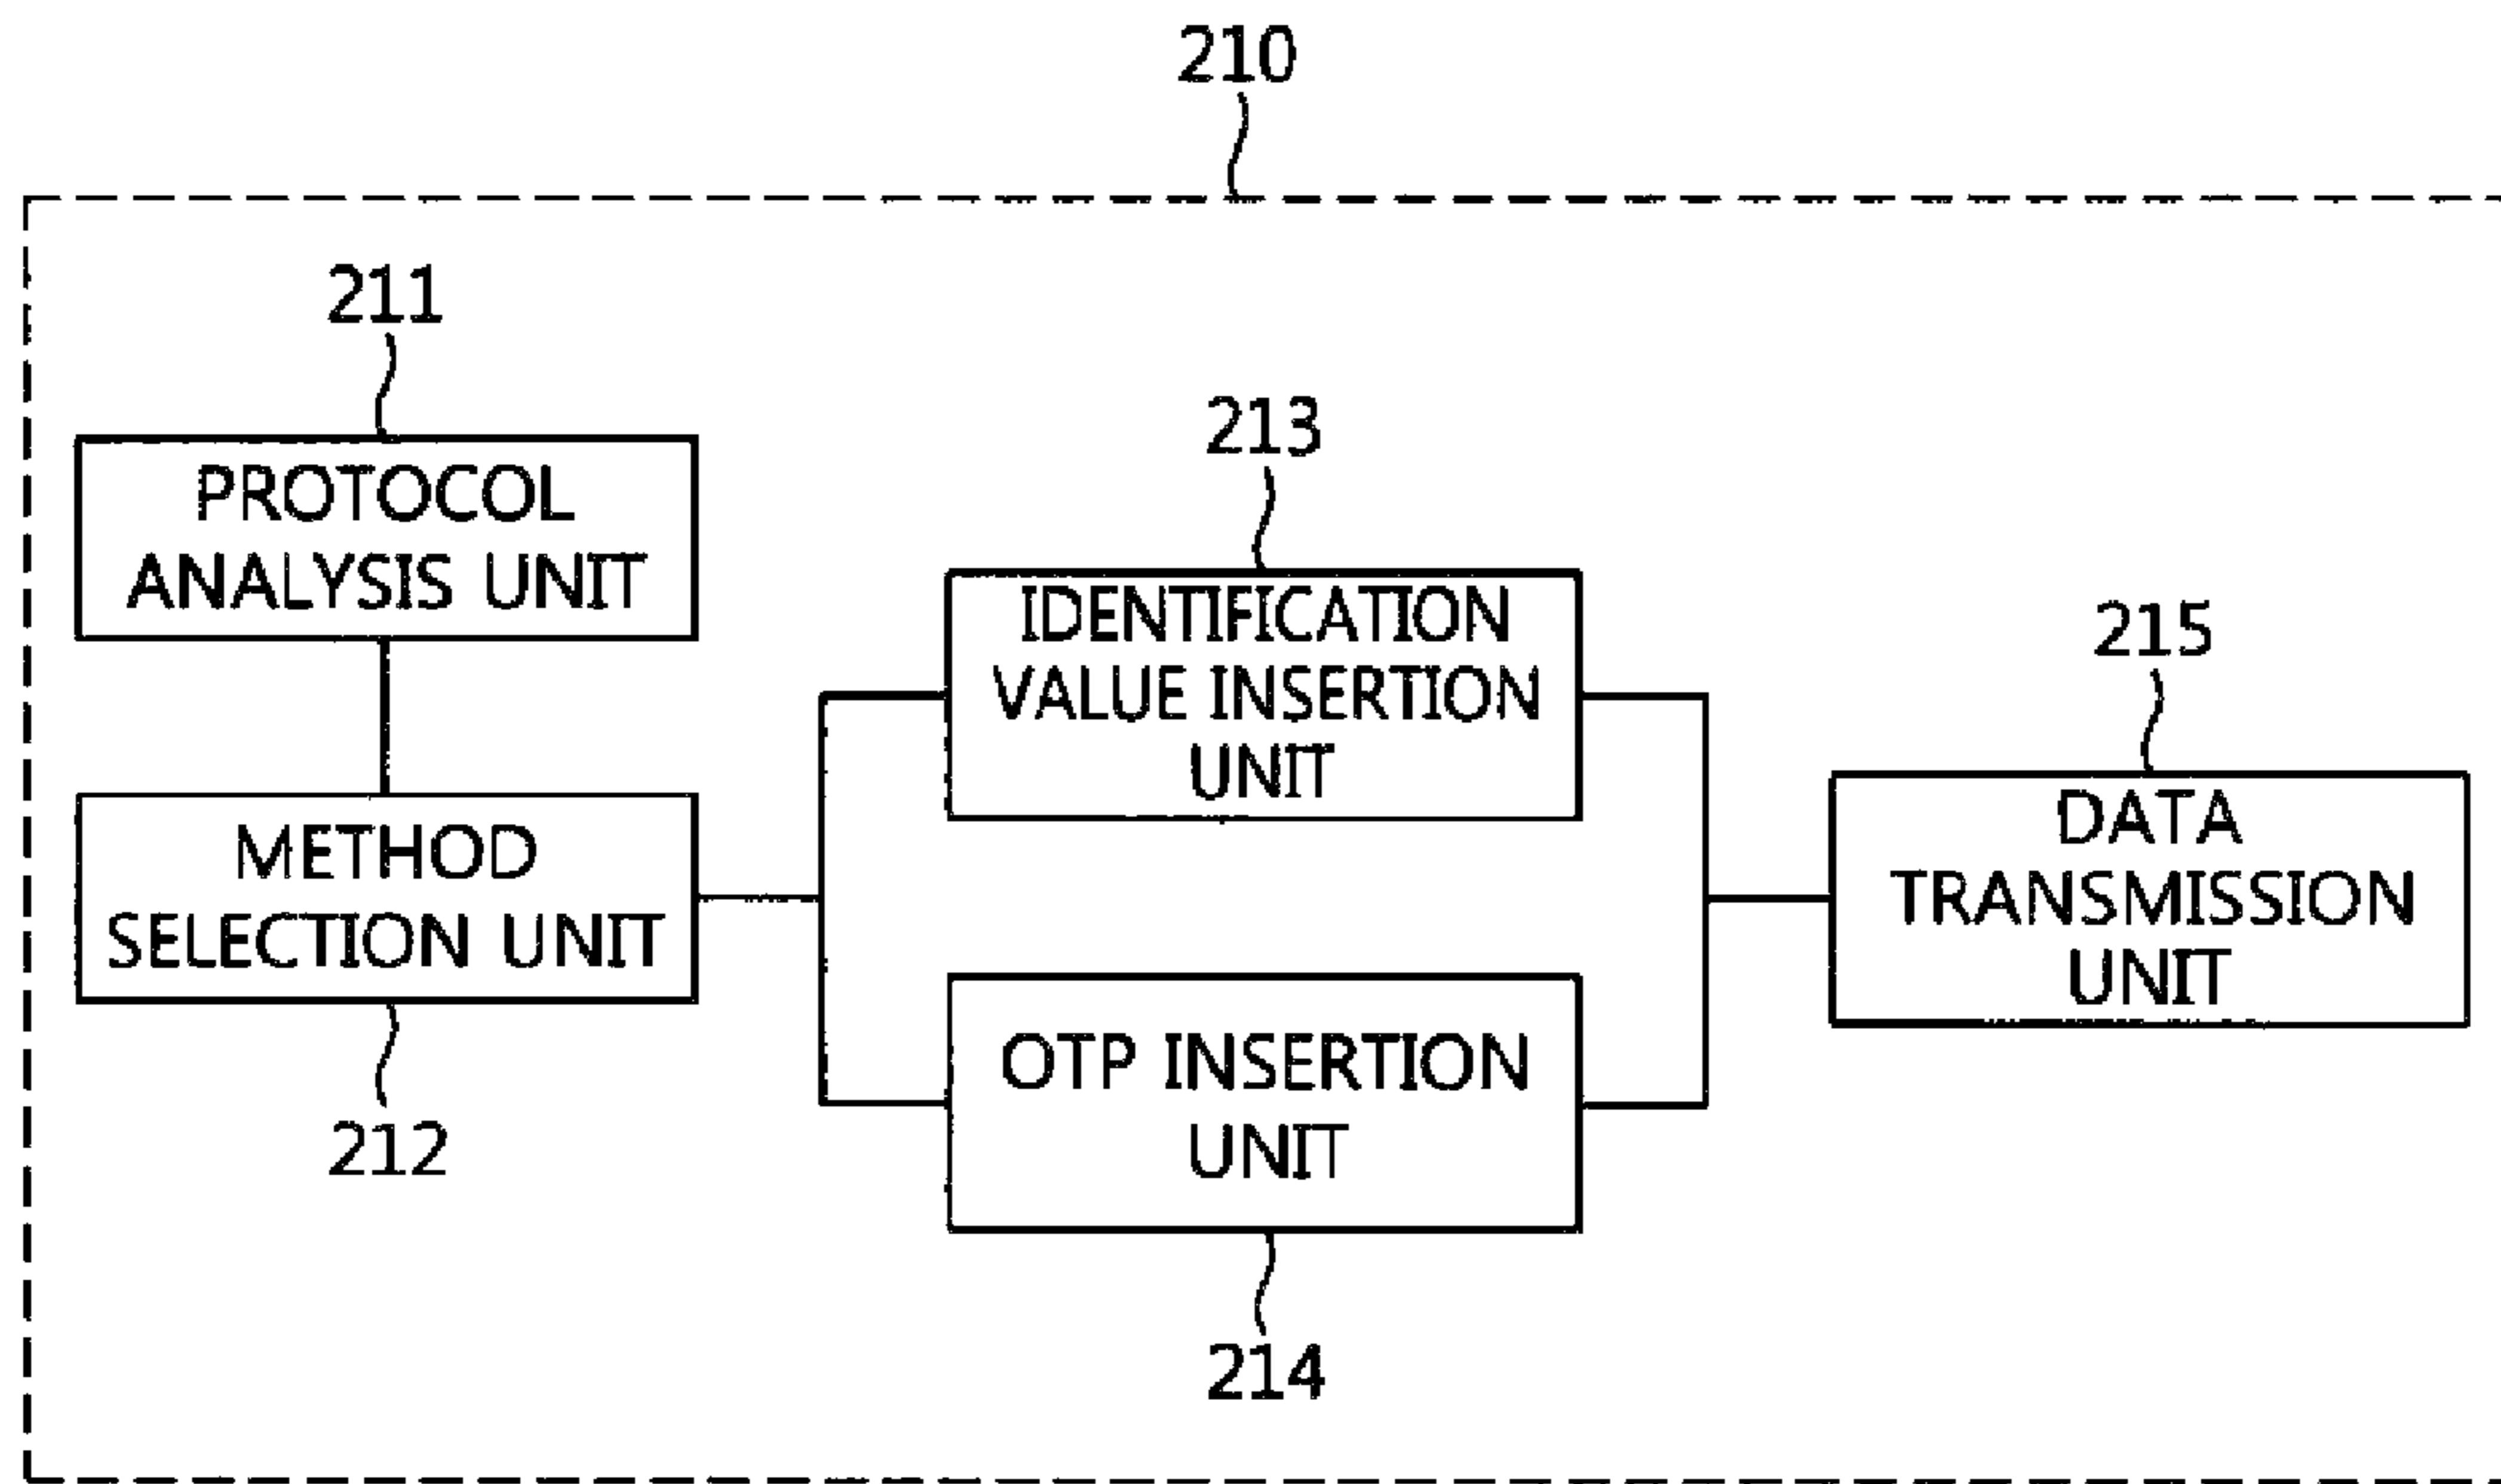 210
211
PROTOCOL
ANALYSIS UNIT
METHOD
SELECTION UNIT
212
213
IDENTIFICATION
VALUE INSERTION
UNIT
OTP INSERTION
UNIT
214
215
DATA
TRANSMISSION
UNIT